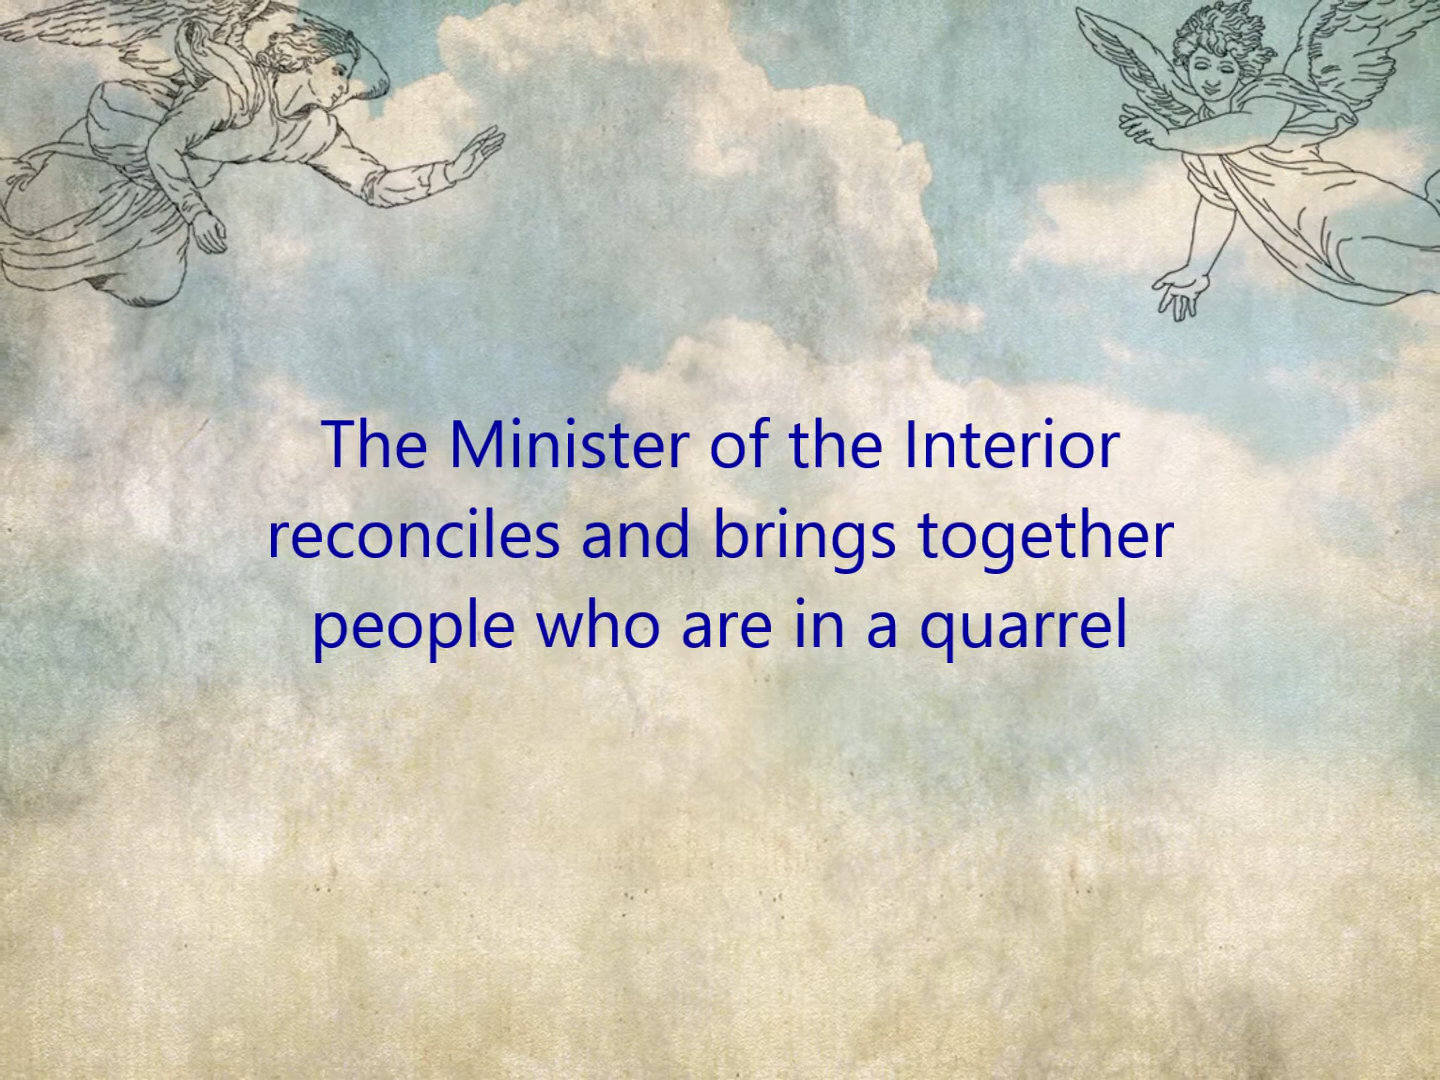 The Minister of the Interior
reconciles and brings together
people who are in a quarrel